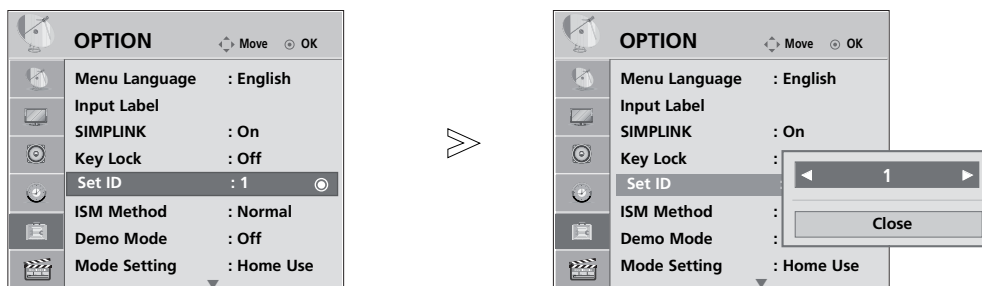 OPTION Move OK
Menu Language : English
Input Label
SIMPLINK : On
Key Lock : Off
Set ID : 1
ISM Method : Normal
Demo Mode : Off
Mode Setting : Home Use
OPTION Move OK
Menu Language : English
Input Label
SIMPLINK : On
Key Lock :
Set ID :
ISM Method :
Demo Mode :
Mode Setting : Home Use
1
Close